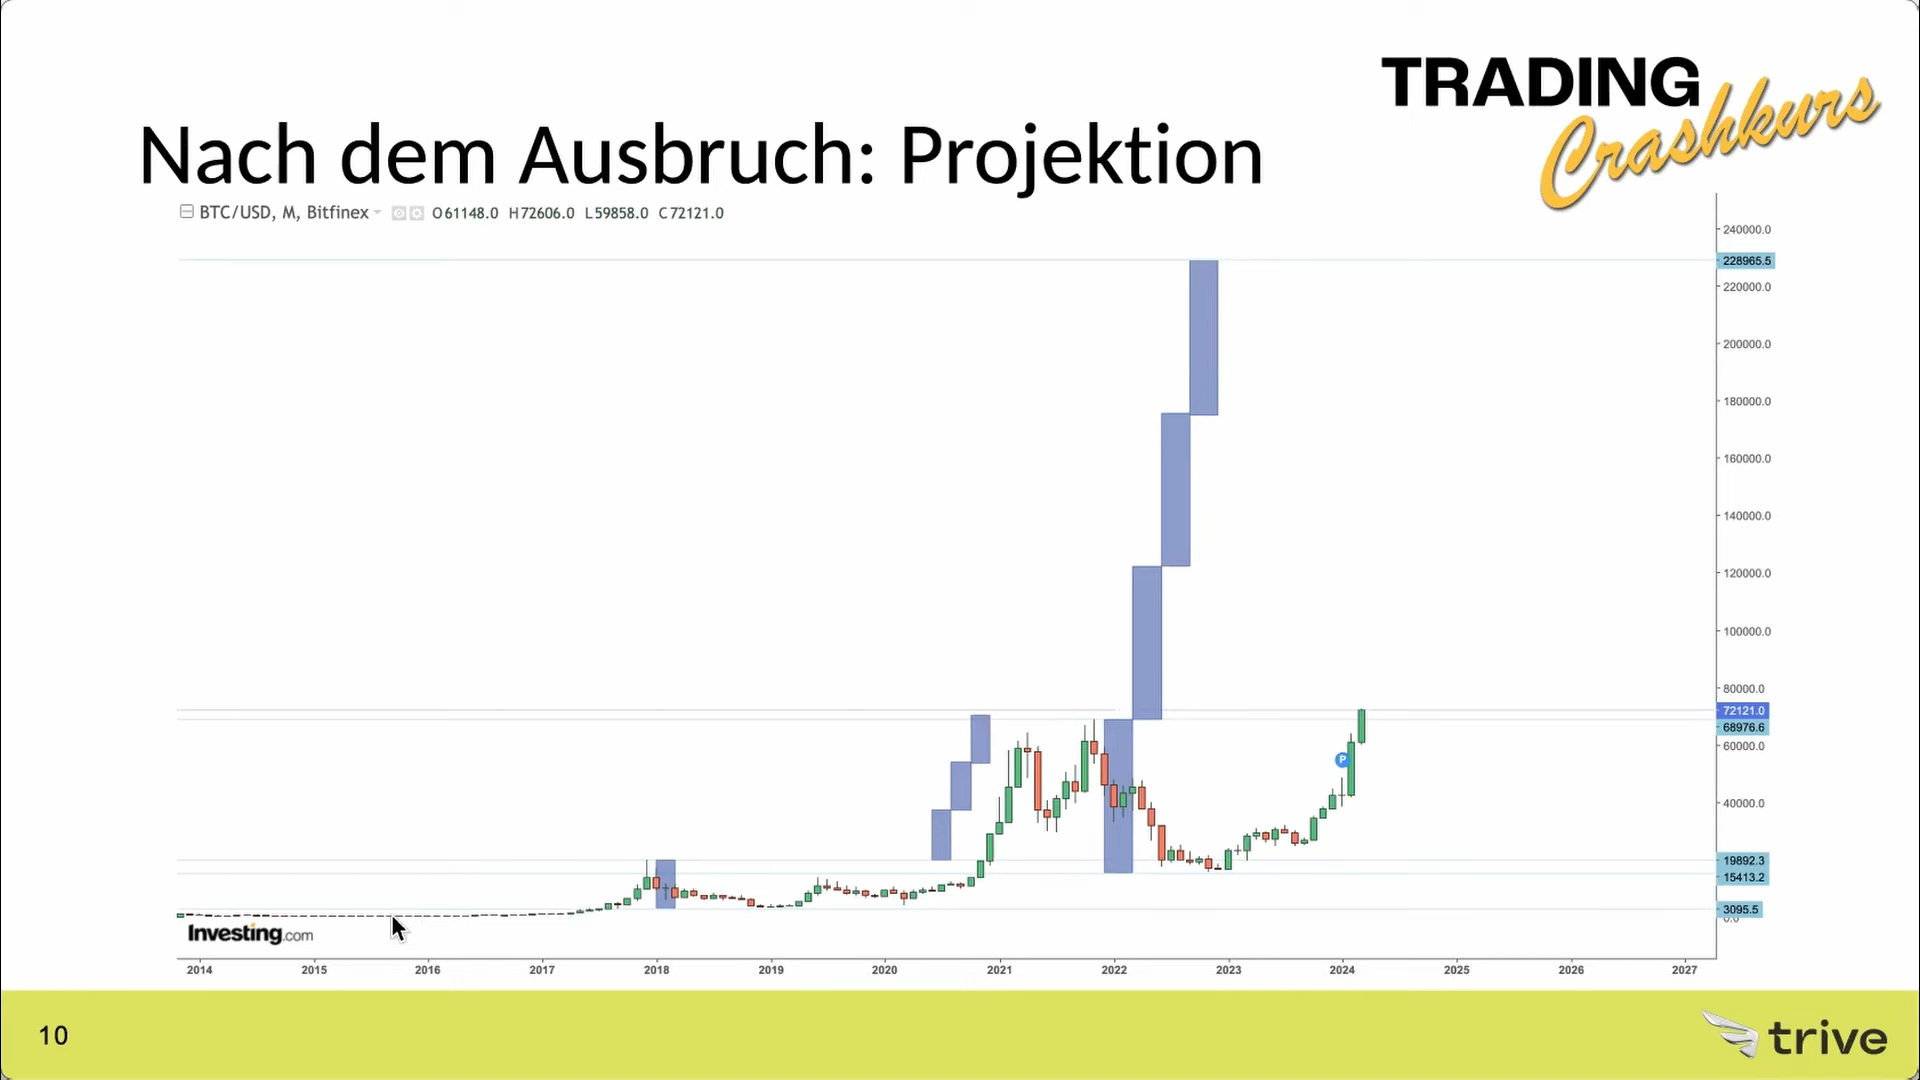 TRADING
Crashkurs
Nach dem Ausbruch: Projektion
BTC/USD, M, Bitfinex O61148.0 H72606.0 L59858.0 C72121.0
240000.0
228965.5
220000.0
200000.0
180000.0
160000.0
140000.0
120000.0
100000.0
80000.0
72121.0
68976.6
60000.0
P
40000.0
19892.3
15413.2
3095.5
0.0
Investing.com
2014 2015 2016 2017 2018 2019 2020 2021 2022 2023 2024 2025 2026 2027
10
trive